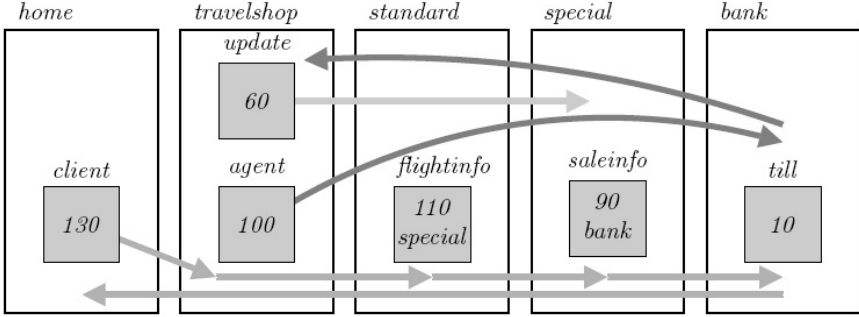 home travelshop standard special bank
update
60
client agent flightinfo saleinfo till
130 100 110 90 10
special bank